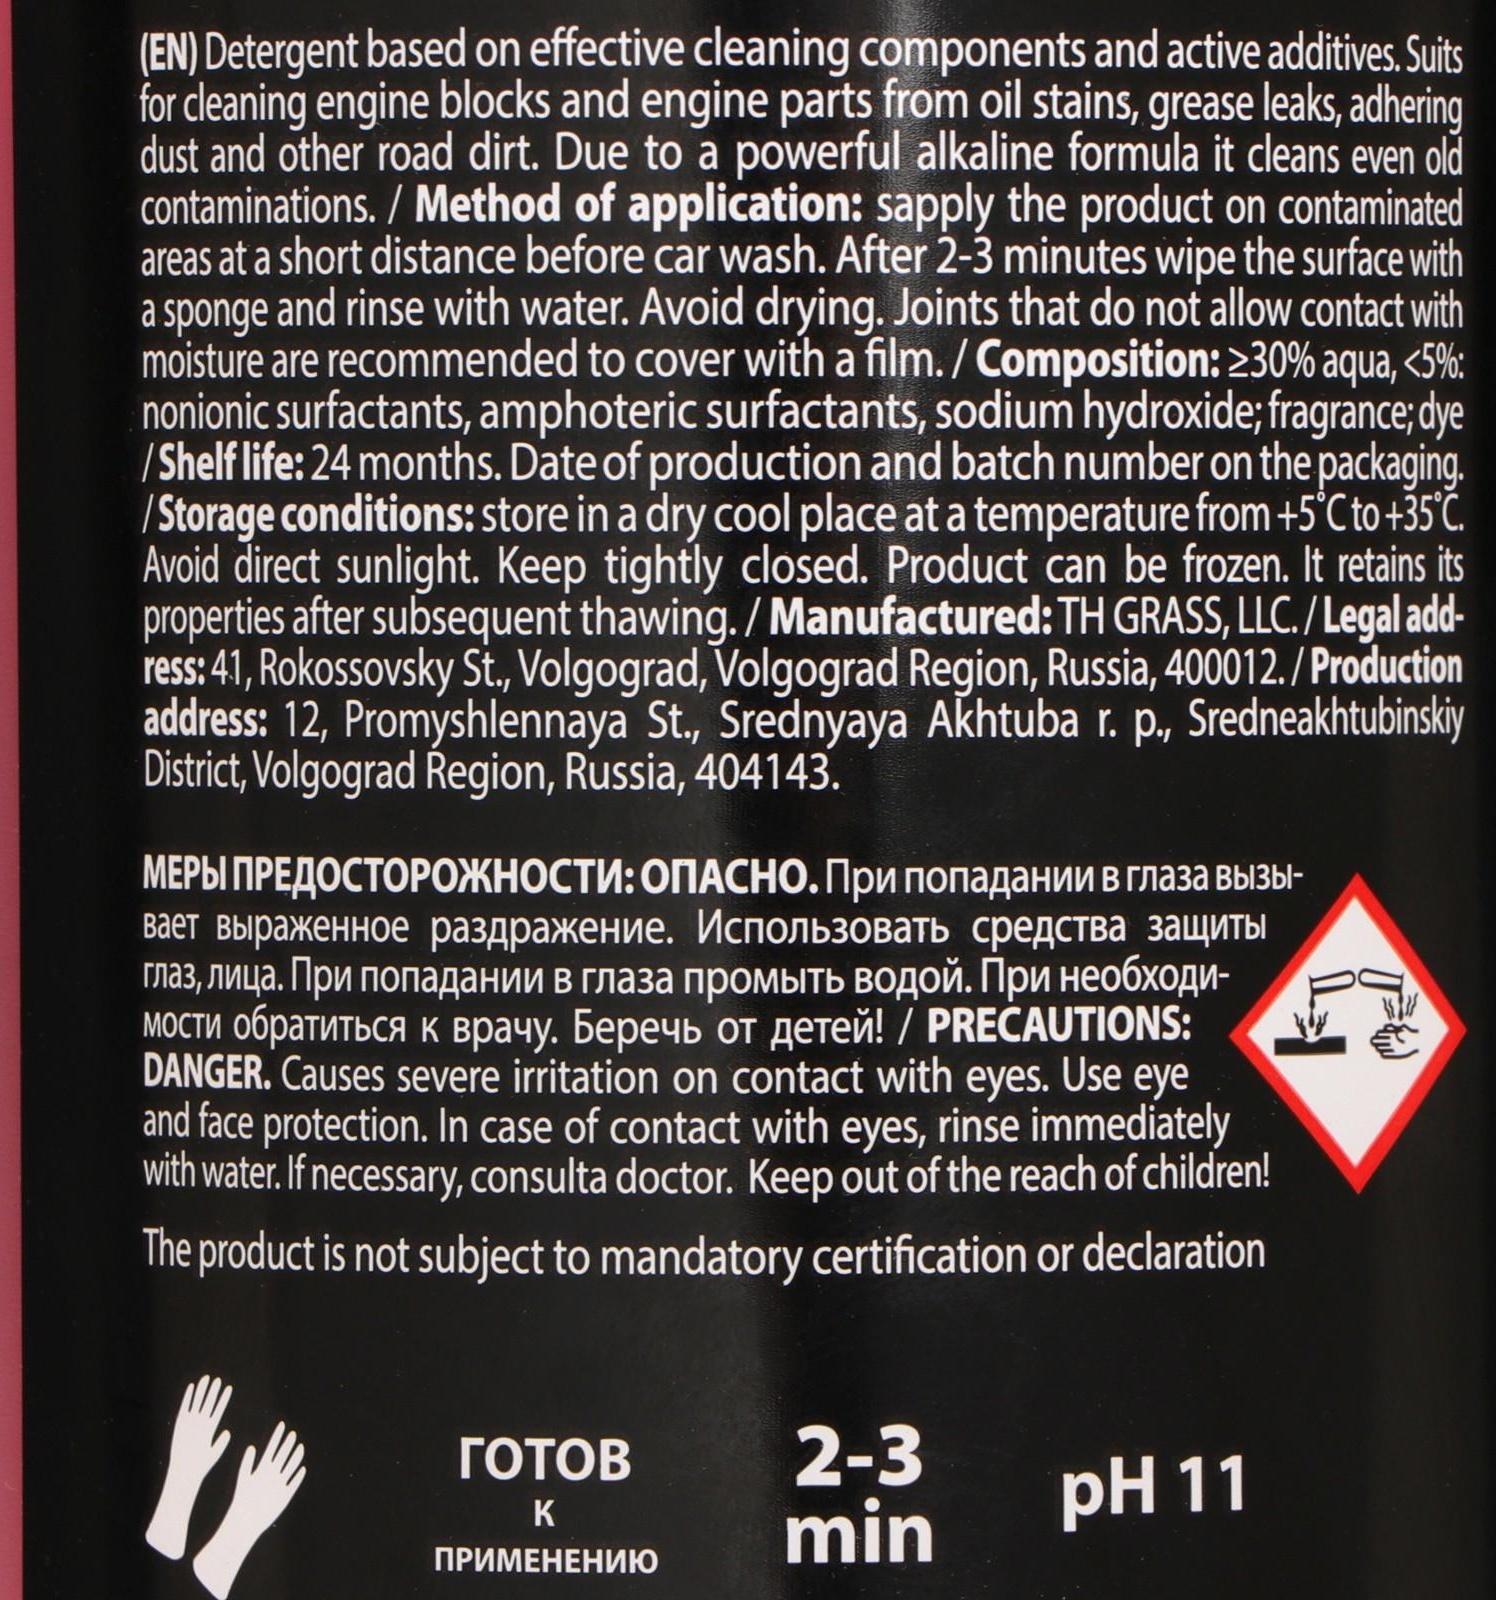 (EN) Detergent based on effective cleaning components and active additives. Suits
for cleaning engine blocks and engine parts from oil stains, grease leaks, adhering
dust and other road dirt. Due to a powerful alkaline formula it cleans even old
contaminations. / Method of application: sapply the product on contaminated
areas at a short distance before car wash. After 2-3 minutes wipe the surface with
a sponge and rinse with water. Avoid drying. Joints that do not allow contact with
moisture are recommended to cover with a film. / Composition: ≥30% aqua, <5%:
nonionic surfactants, amphoteric surfactants, sodium hydroxide; fragrance; dye
/ Shelf life: 24 months. Date of production and batch number on the packaging.
/ Storage conditions: store in a dry cool place at a temperature from +5°C to +35°C.
Avoid direct sunlight. Keep tightly closed. Product can be frozen. It retains its
properties after subsequent thawing. / Manufactured: TH GRASS, LLC. / Legal add-
ress: 41, Rokossovsky St., Volgograd, Volgograd Region, Russia, 400012. / Production
address: 12, Promyshlennaya St., Srednyaya Akhtuba r. p., Sredneakhtubinskiy
District, Volgograd Region, Russia, 404143.
МЕРЫ ПРЕДОСТОРОЖНОСТИ: ОПАСНО. При попадании в глаза вызы-
вает выраженное раздражение. Использовать средства защиты
глаз, лица. При попадании в глаза промыть водой. При необходи-
мости обратиться к врачу. Беречь от детей! / PRECAUTIONS:
DANGER. Causes severe irritation on contact with eyes. Use eye
and face protection. In case of contact with eyes, rinse immediately
with water. If necessary, consulta doctor. Keep out of the reach of children!
The product is not subject to mandatory certification or declaration
ГОТОВ
К
ПРИМЕНЕНИЮ
2-3
min
pH 11